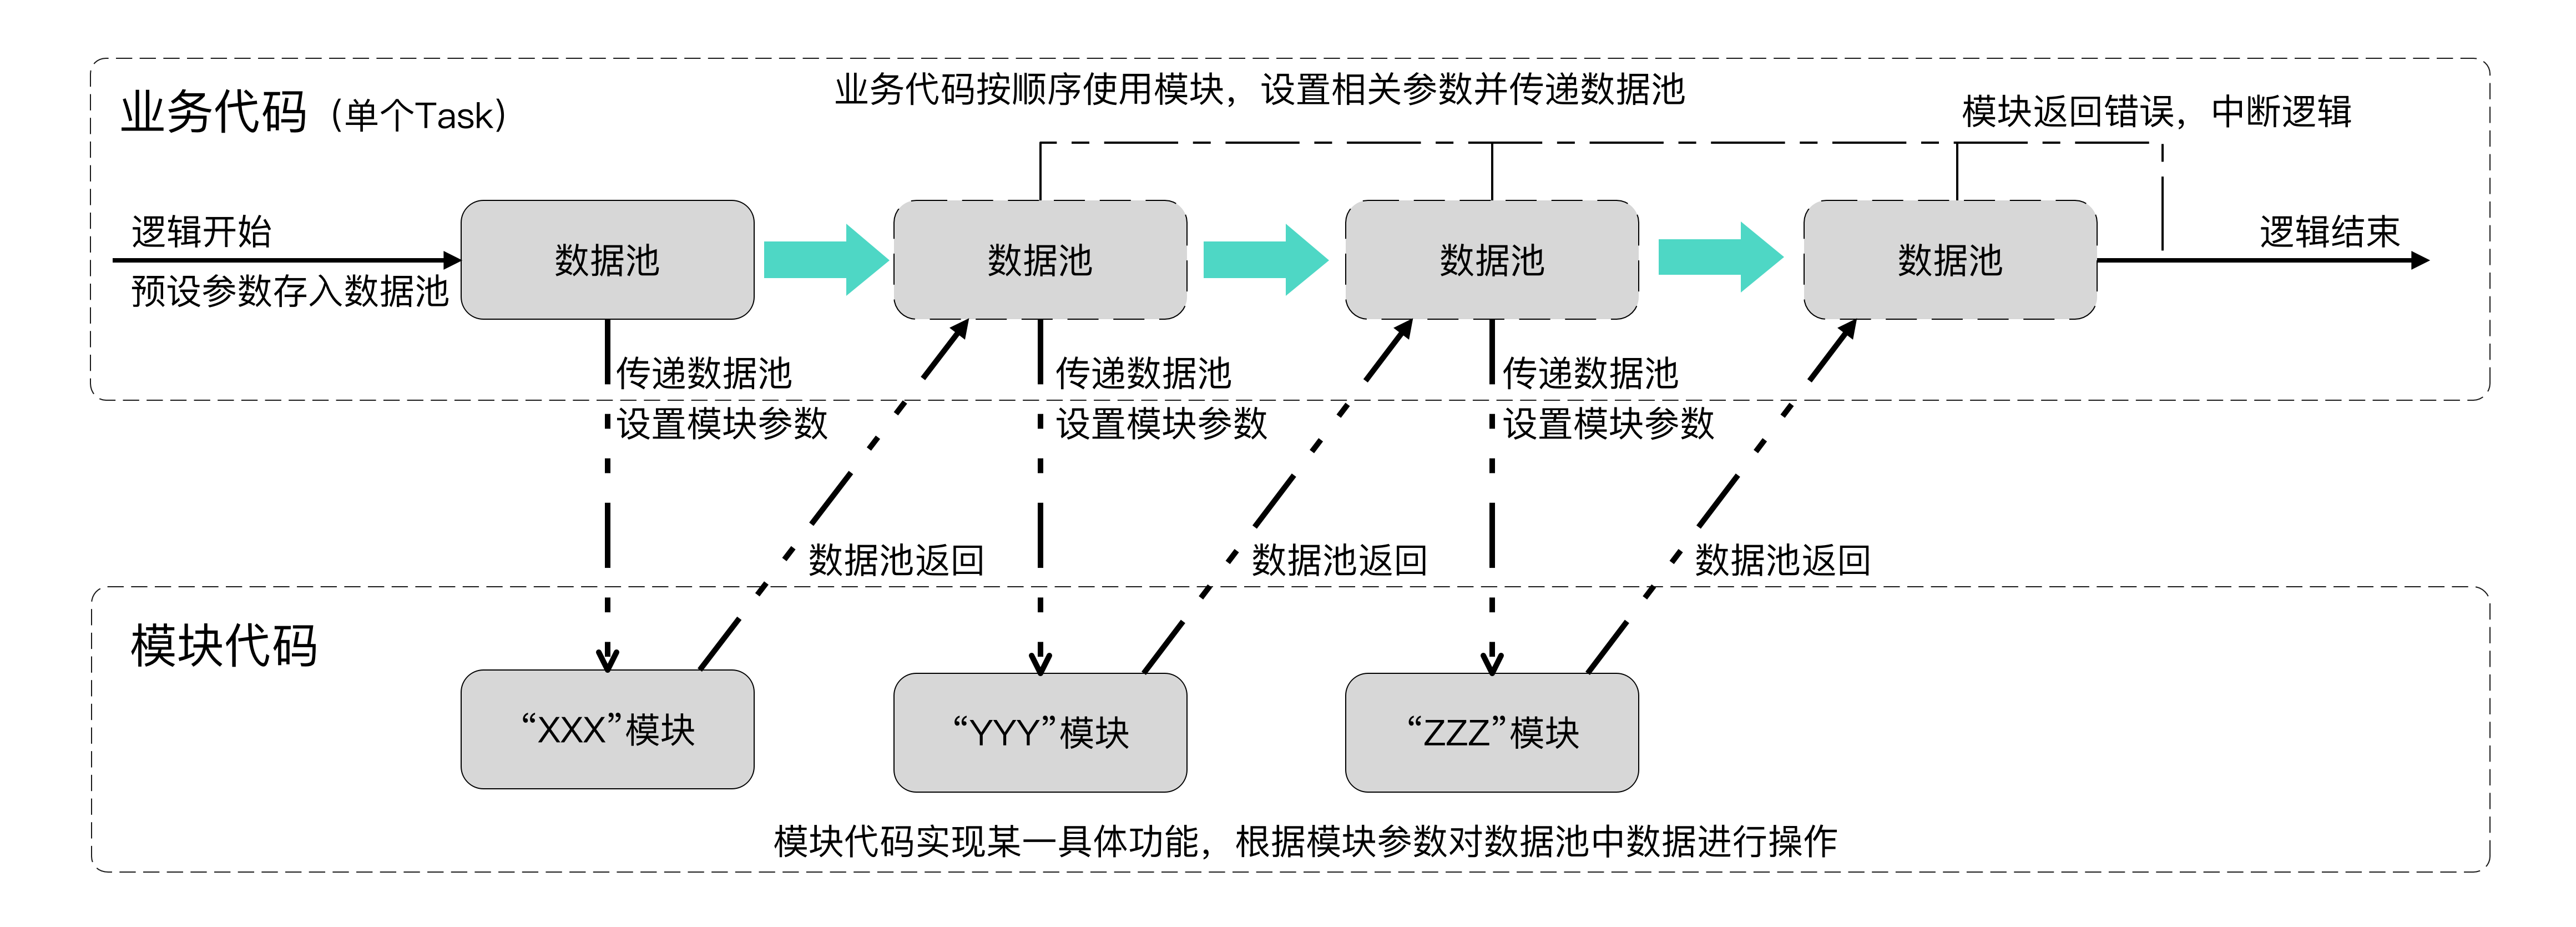 业务代码按顺序使用模块，设置相关参数并传递数据池
业务代码（单个Task）
模块返回错误，中断逻辑
逻辑开始
预设参数存入数据池
数据池
数据池
数据池
数据池
逻辑结束
传递数据池
设置模块参数
传递数据池
设置模块参数
传递数据池
设置模块参数
数据池返回
数据池返回
数据池返回
模块代码
“XXX”模块
“YYY”模块
“ZZZ”模块
模块代码实现某一具体功能，根据模块参数对数据池中数据进行操作